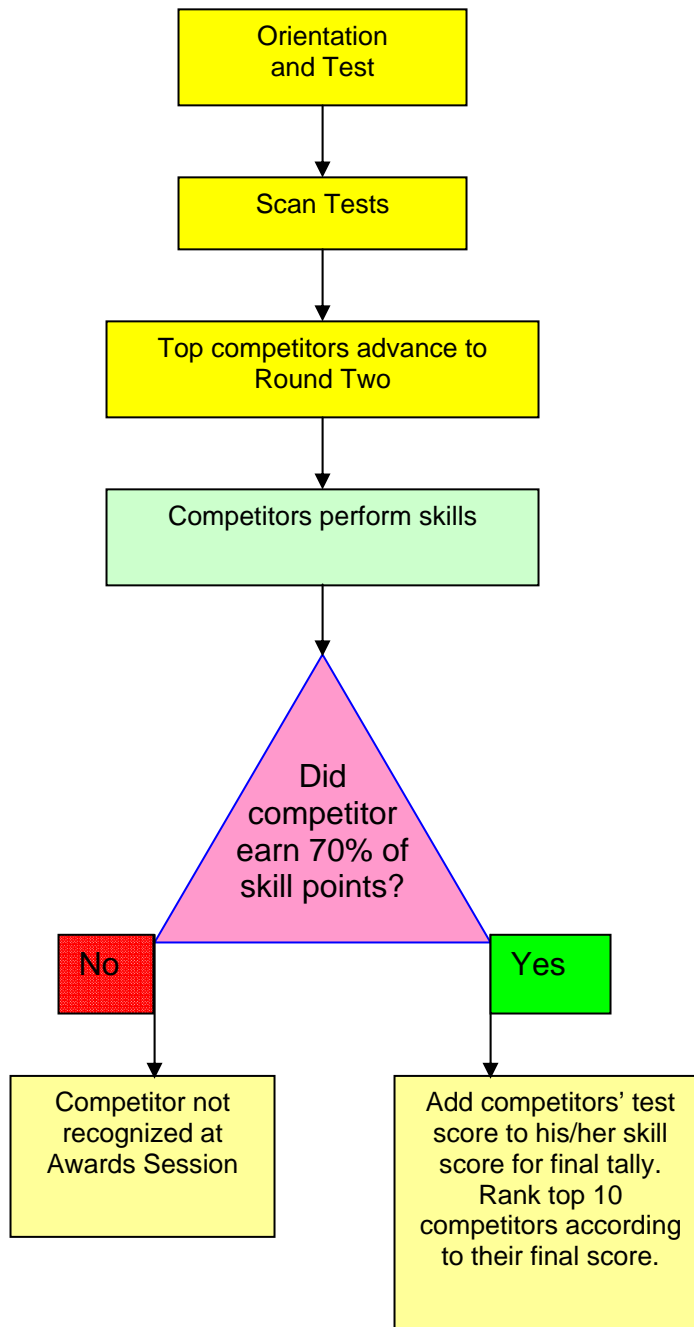 Orientation
and Test
Scan Tests
Top competitors advance to
Round Two
Competitors perform skills
Did
competitor
earn 70% of
skill points?
No
Yes
Competitor not
recognized at
Awards Session
Add competitors’ test
score to his/her skill
score for final tally.
Rank top 10
competitors according
to their final score.